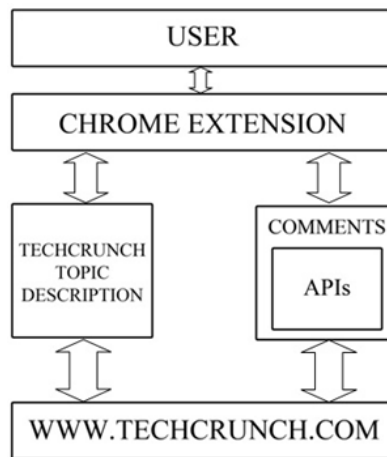 USER
CHROME EXTENSION
TECHCRUNCH
TOPIC
DESCRIPTION
COMMENTS
APIs
WWW.TECHCRUNCH.COM